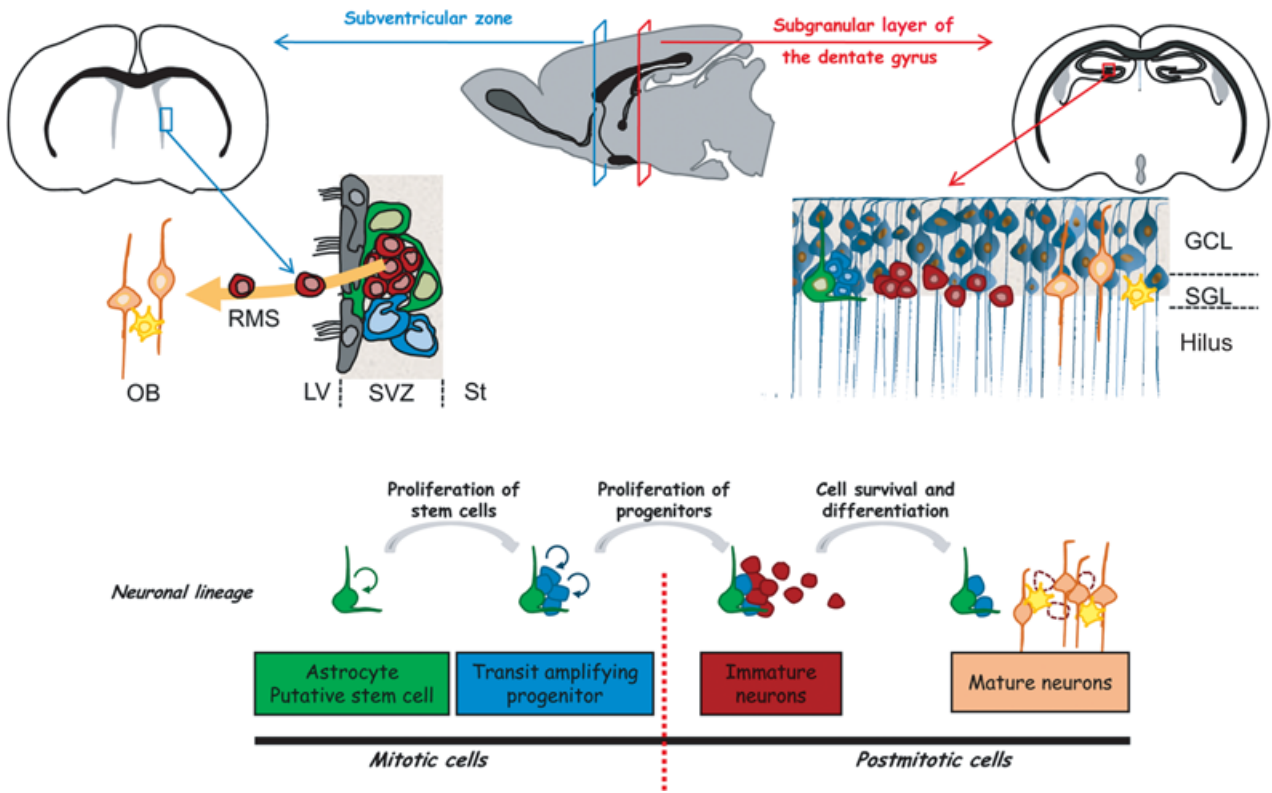 Subventricular zone
Subgranular layer of
the dentate gyrus
GCL
SGL
Hilus
RMS
OB
LV
SVZ
St
Proliferation of
stem cells
Proliferation of
progenitors
Cell survival and
differentiation
Neuronal lineage
Astrocyte
Putative stem cell
Transit amplifying
progenitor
Immature
neurons
Mature neurons
Mitotic cells
Postmitotic cells